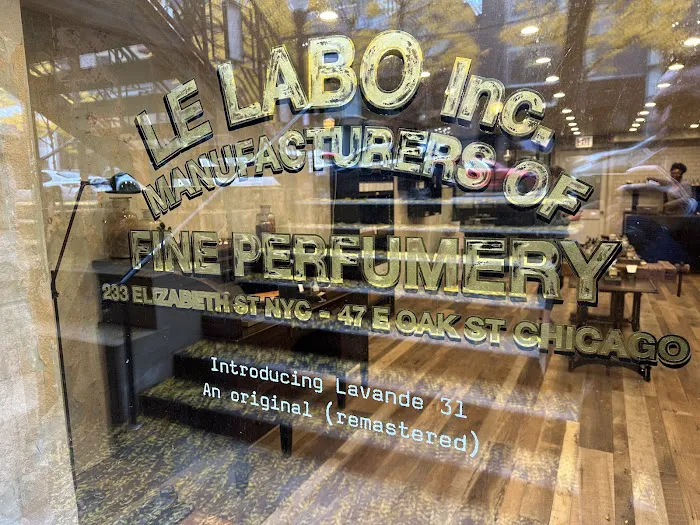 LE LABO Inc.
MANUFACTURERS OF
FINE PERFUMERY
233 ELIZABETH ST NYC - 47 E OAK ST CHICAGO
Introducing Lavande 31
An original (remastered)